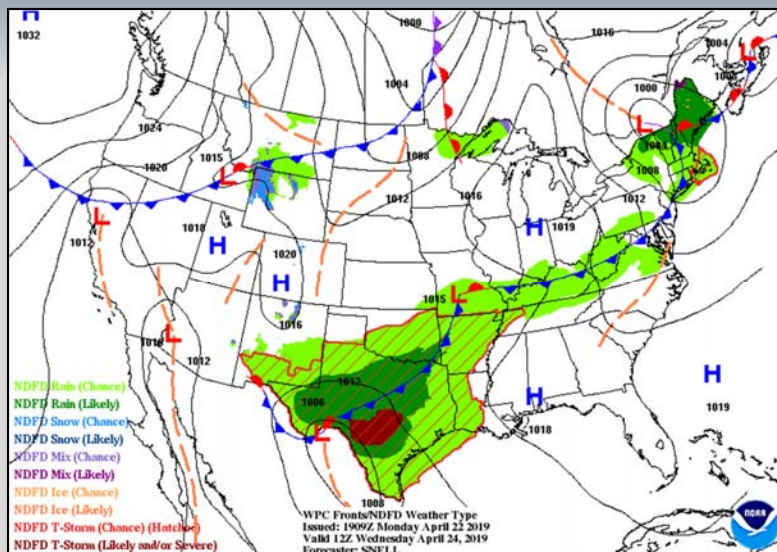 H
1032
1016
1000
1004
L
1004
1000
1024
L
1004
1008
1020
1015
L
1008
1016
1012
1012
L
1012
1018
H
H
1019
1020
H
1015
L
1016
L
1012
1012
H
1019
1006
H
1018
L
1008
NDFD Rain (Chance)
NDFD Rain (Likely)
NDFD Snow (Chance)
NDFD Snow (Likely)
NDFD Mix (Chance)
NDFD Mix (Likely)
NDFD Ice (Chance)
NDFD Ice (Likely)
NDFD T-Storm (Chance) (Hatched)
NDFD T-Storm (Likely and/or Severe)
WPC Fronts/NDFD Weather Type
Issued: 1909Z Monday April 22 2019
Valid 12Z Wednesday April 24, 2019
Forecaster: SNELL
NOAA